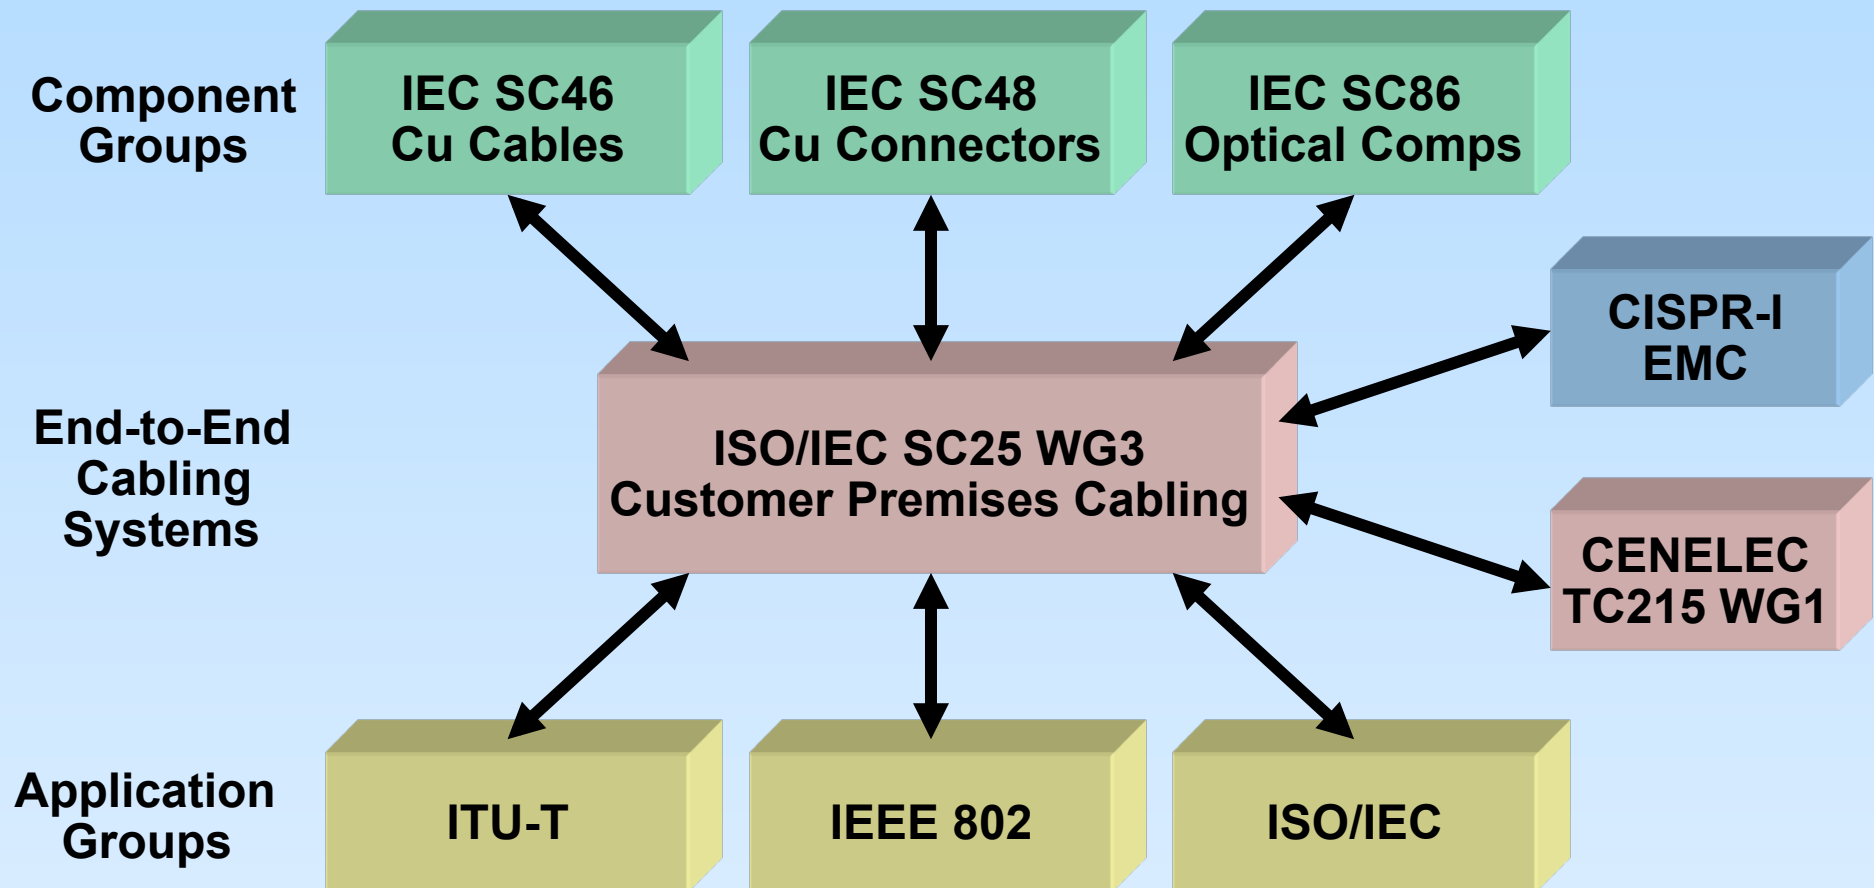 Component
Groups
IEC SC46
Cu Cables
IEC SC48
Cu Connectors
IEC SC86
Optical Comps
CISPR-I
EMC
End-to-End
Cabling
Systems
ISO/IEC SC25 WG3
Customer Premises Cabling
CENELEC
TC215 WG1
Application
Groups
ITU-T
IEEE 802
ISO/IEC